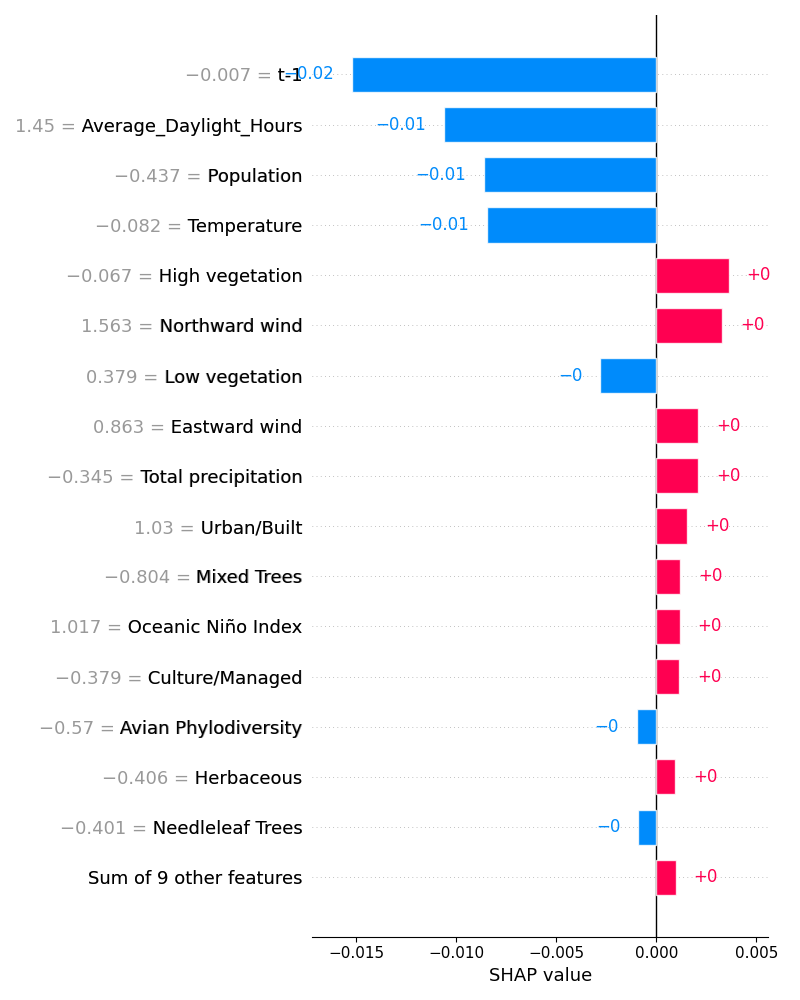 −0.007 = t-1 −0.02
1.45 = Average_Daylight_Hours −0.01
−0.437 = Population −0.01
−0.082 = Temperature −0.01
−0.067 = High vegetation +0
1.563 = Northward wind +0
0.379 = Low vegetation −0
0.863 = Eastward wind +0
−0.345 = Total precipitation +0
1.03 = Urban/Built +0
−0.804 = Mixed Trees +0
1.017 = Oceanic Niño Index +0
−0.379 = Culture/Managed +0
−0.57 = Avian Phylodiversity −0
−0.406 = Herbaceous +0
−0.401 = Needleleaf Trees −0
Sum of 9 other features +0
−0.015 −0.010 −0.005 0.000 0.005
SHAP value